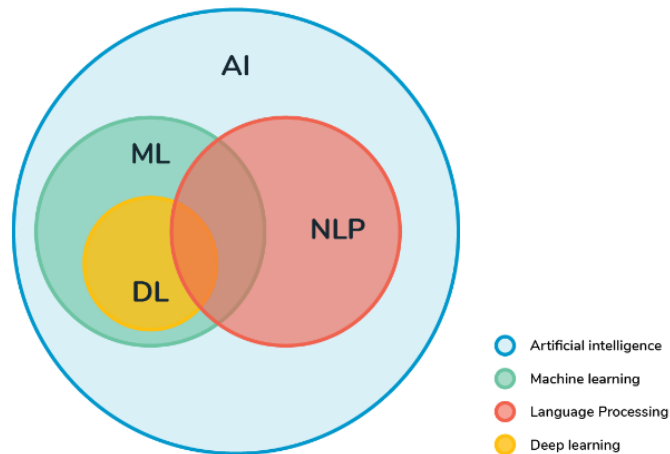 AI
ML
NLP
DL
Artificial intelligence
Machine learning
Language Processing
Deep learning